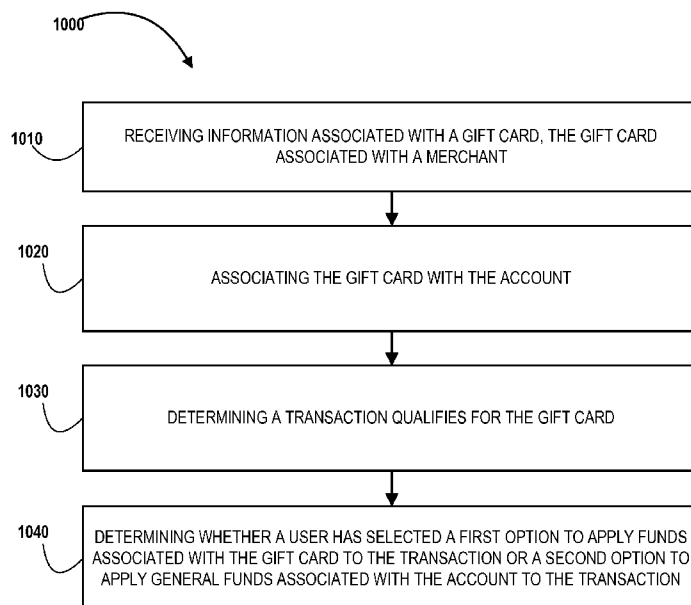 1000
1010
RECEIVING INFORMATION ASSOCIATED WITH A GIFT CARD, THE GIFT CARD
ASSOCIATED WITH A MERCHANT
1020
ASSOCIATING THE GIFT CARD WITH THE ACCOUNT
1030
DETERMINING A TRANSACTION QUALIFIES FOR THE GIFT CARD
1040
DETERMINING WHETHER A USER HAS SELECTED A FIRST OPTION TO APPLY FUNDS
ASSOCIATED WITH THE GIFT CARD TO THE TRANSACTION OR A SECOND OPTION TO
APPLY GENERAL FUNDS ASSOCIATED WITH THE ACCOUNT TO THE TRANSACTION